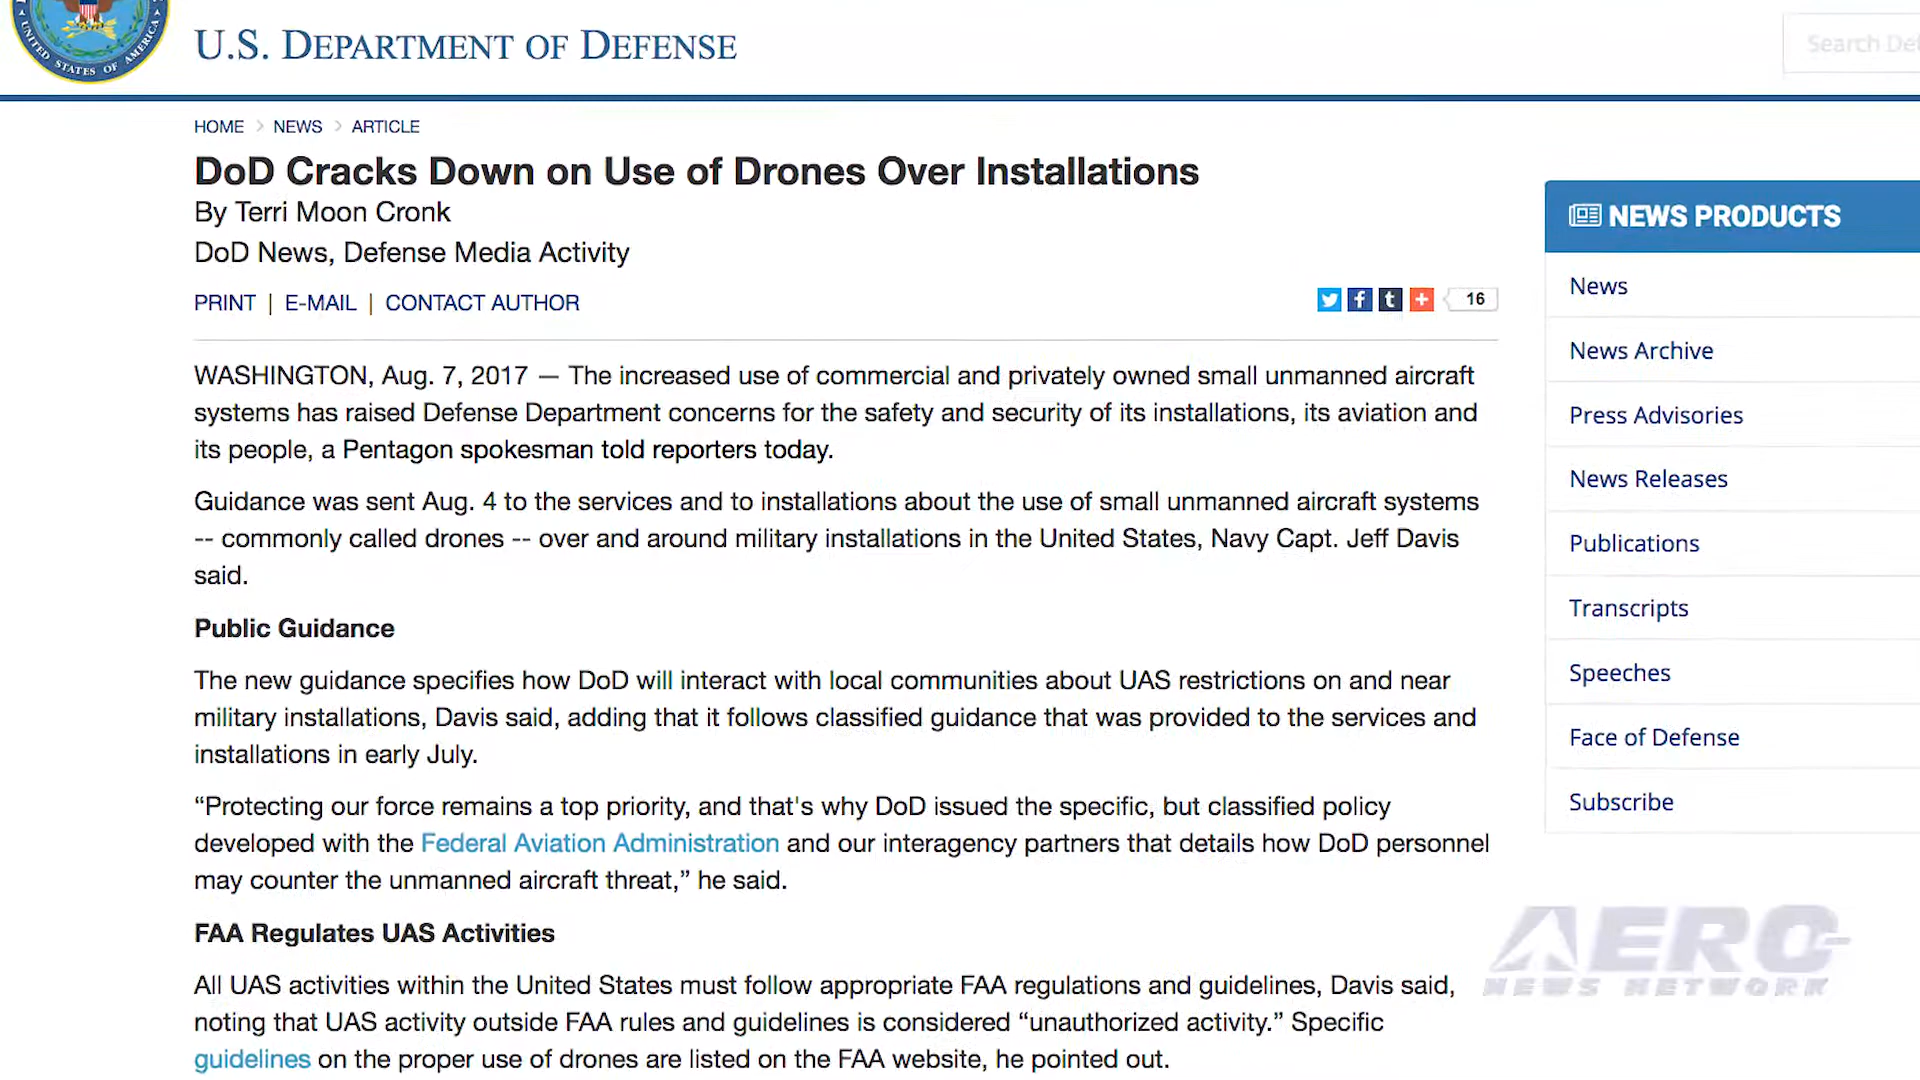 UNITED STATES OF AMERICA
U.S. DEPARTMENT OF DEFENSE
Search
HOME > NEWS > ARTICLE
DoD Cracks Down on Use of Drones Over Installations
By Terri Moon Cronk
DoD News, Defense Media Activity
PRINT | E-MAIL | CONTACT AUTHOR
16
WASHINGTON, Aug. 7, 2017 — The increased use of commercial and privately owned small unmanned aircraft
systems has raised Defense Department concerns for the safety and security of its installations, its aviation and
its people, a Pentagon spokesman told reporters today.
Guidance was sent Aug. 4 to the services and to installations about the use of small unmanned aircraft systems
-- commonly called drones -- over and around military installations in the United States, Navy Capt. Jeff Davis
said.
Public Guidance
The new guidance specifies how DoD will interact with local communities about UAS restrictions on and near
military installations, Davis said, adding that it follows classified guidance that was provided to the services and
installations in early July.
“Protecting our force remains a top priority, and that's why DoD issued the specific, but classified policy
developed with the Federal Aviation Administration and our interagency partners that details how DoD personnel
may counter the unmanned aircraft threat,” he said.
FAA Regulates UAS Activities
All UAS activities within the United States must follow appropriate FAA regulations and guidelines, Davis said,
noting that UAS activity outside FAA rules and guidelines is considered “unauthorized activity.” Specific
guidelines on the proper use of drones are listed on the FAA website, he pointed out.
NEWS PRODUCTS
News
News Archive
Press Advisories
News Releases
Publications
Transcripts
Speeches
Face of Defense
Subscribe
AERO
NEWS NETWORK